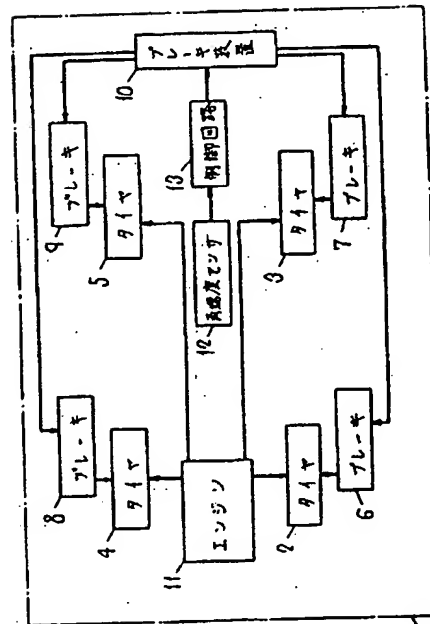 ブレーキ
6
タイヤ
2
エンジン
11
タイヤ
4
ブレーキ
8
角速度センサ
12
ブレーキ
7
タイヤ
3
タイヤ
5
ブレーキ
9
制御回路
13
ブレーキ装置
10